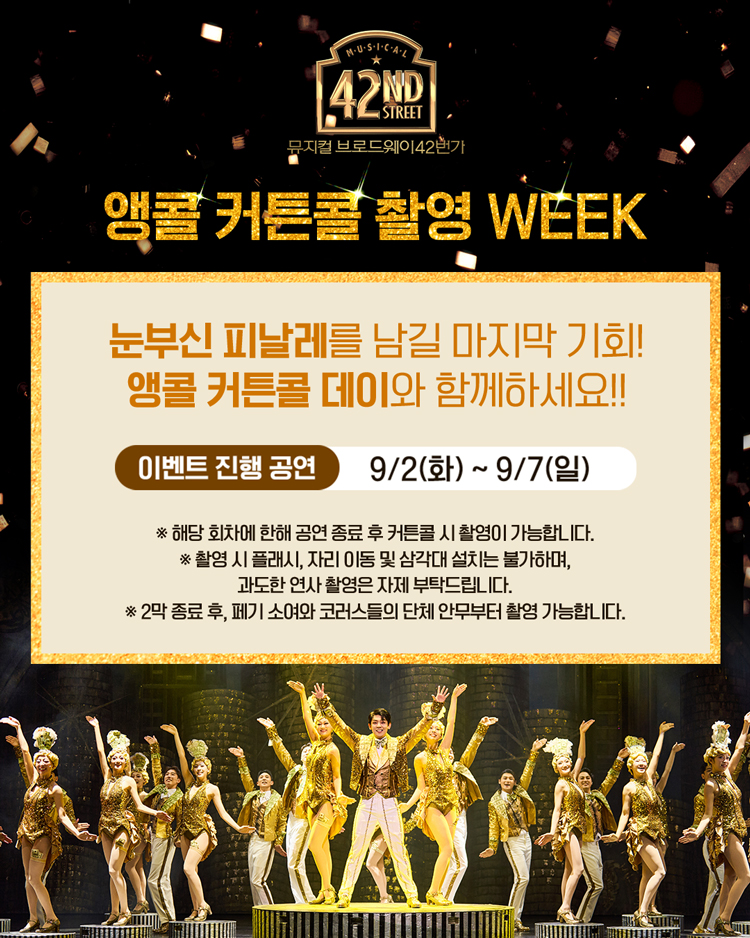 MUSICAL
42ND
STREET
뮤지컬 브로드웨이42번가
앵콜 커튼콜 촬영 WEEK
눈부신 피날레를 남길 마지막 기회!
앵콜 커튼콜 데이와 함께하세요!!
이벤트 진행 공연 9/2(화) ~ 9/7(일)
※ 해당 회차에 한해 공연 종료 후 커튼콜 시 촬영이 가능합니다.
※ 촬영 시 플래시, 자리 이동 및 삼각대 설치는 불가하며,
과도한 연사 촬영은 자제 부탁드립니다.
※ 2막 종료 후, 페기 소여와 코러스들의 단체 안무부터 촬영 가능합니다.